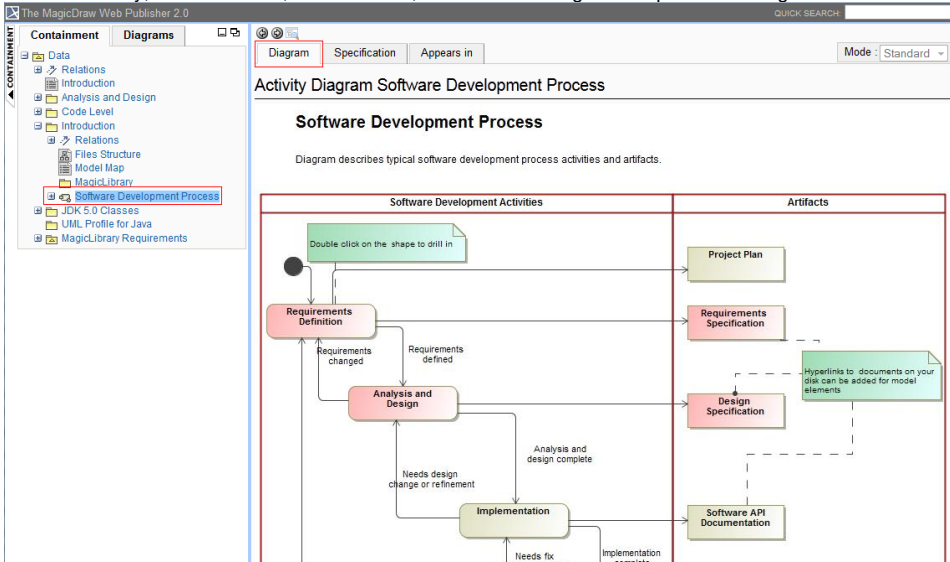 The MagicDraw Web Publisher 2.0
QUICK SEARCH:
CONTAINMENT
Containment
Diagrams
Data
Relations
Introduction
Analysis and Design
Code Level
Introduction
Relations
Files Structure
Model Map
MagicLibrary
Software Development Process
JDK 5.0 Classes
UML Profile for Java
MagicLibrary Requirements
Diagram
Specification
Appears in
Mode : Standard
Activity Diagram Software Development Process
Software Development Process
Diagram describes typical software development process activities and artifacts.
Software Development Activities
Artifacts
Double click on the shape to drill in
Project Plan
Requirements
Definition
Requirements
Specification
Requirements
changed
Requirements
defined
Hyperlinks to documents on your
disk can be added for model
elements
Analysis and
Design
Design
Specification
Analysis and
design complete
Needs design
change or refinement
Implementation
Software API
Documentation
Needs fix
Implementation